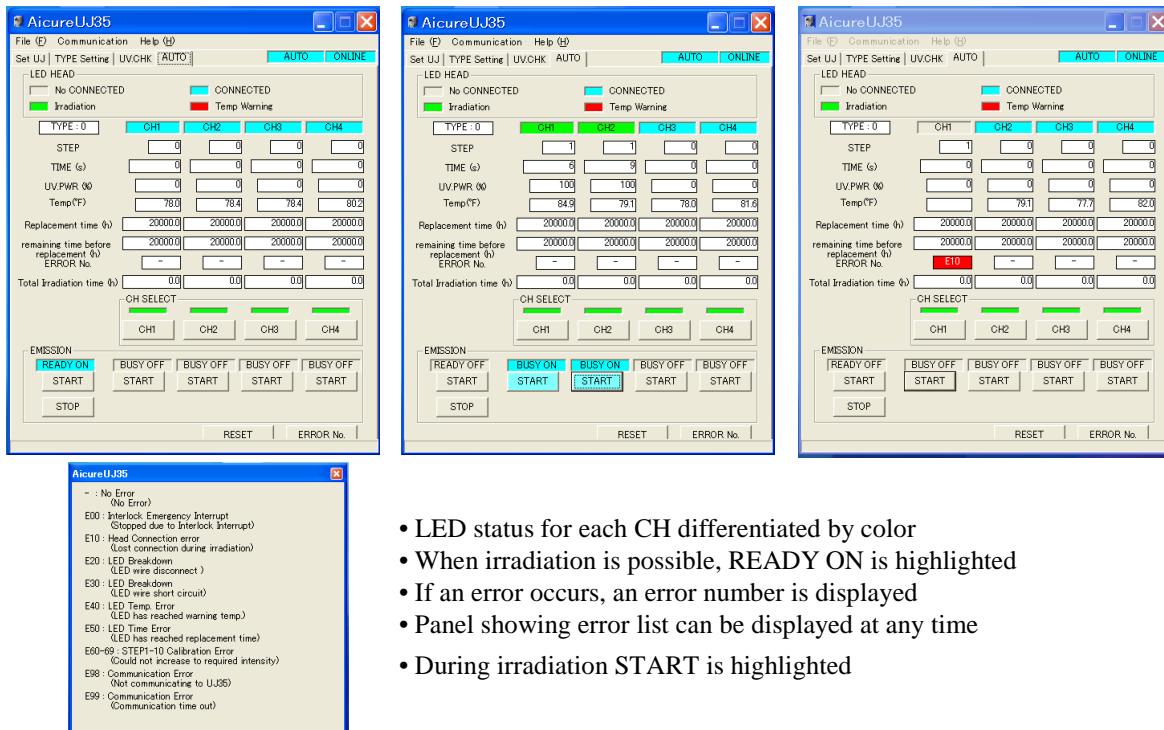 AicureUJ35
File (F) Communication Help (H)
Set UJ TYPE Setting UV.CHK AUTO AUTO ONLINE
LED HEAD
No CONNECTED CONNECTED
Irradiation Temp Warning
TYPE : 0 CH1 CH2 CH3 CH4
STEP 0 0 0 0
TIME (s) 0 0 0 0
UV.PWR (%) 0 0 0 0
Temp(°F) 78.0 78.4 78.4 80.2
Replacement time (h) 20000.0 20000.0 20000.0 20000.0
remaining time before 20000.0 20000.0 20000.0 20000.0
replacement (h)
ERROR No. - - - -
Total Irradiation time (h) 0.0 0.0 0.0 0.0
CH SELECT
CH1 CH2 CH3 CH4
EMISSION
READY ON BUSY OFF BUSY OFF BUSY OFF BUSY OFF
START START START START START
STOP
RESET ERROR No.
AicureUJ35
File (F) Communication Help (H)
Set UJ TYPE Setting UV.CHK AUTO AUTO ONLINE
LED HEAD
No CONNECTED CONNECTED
Irradiation Temp Warning
TYPE : 0 CH1 CH2 CH3 CH4
STEP 1 1 0 0
TIME (s) 6 9 0 0
UV.PWR (%) 100 100 0 0
Temp(°F) 84.9 79.1 78.0 81.6
Replacement time (h) 20000.0 20000.0 20000.0 20000.0
remaining time before 20000.0 20000.0 20000.0 20000.0
replacement (h)
ERROR No. - - - -
Total Irradiation time (h) 0.0 0.0 0.0 0.0
CH SELECT
CH1 CH2 CH3 CH4
EMISSION
READY OFF BUSY ON BUSY ON BUSY OFF BUSY OFF
START START START START START
STOP
RESET ERROR No.
AicureUJ35
File (F) Communication Help (H)
Set UJ TYPE Setting UV.CHK AUTO AUTO ONLINE
LED HEAD
No CONNECTED CONNECTED
Irradiation Temp Warning
TYPE : 0 CH1 CH2 CH3 CH4
STEP 1 0 0 0
TIME (s) 0 0 0 0
UV.PWR (%) 0 0 0 0
Temp(°F) 79.1 77.7 82.0
Replacement time (h) 20000.0 20000.0 20000.0 20000.0
remaining time before 20000.0 20000.0 20000.0 20000.0
replacement (h)
ERROR No. E10 - - -
Total Irradiation time (h) 0.0 0.0 0.0 0.0
CH SELECT
CH1 CH2 CH3 CH4
EMISSION
READY OFF BUSY OFF BUSY OFF BUSY OFF BUSY OFF
START START START START START
STOP
RESET ERROR No.
AicureUJ35
- : No Error
(No Error)
E00 : Interlock Emergency Interrupt
(Stopped due to Interlock Interrupt)
E10 : Head Connection error
(Lost connection during irradiation)
E20 : LED Breakdown
(LED wire disconnect )
E30 : LED Breakdown
(LED wire short circuit)
E40 : LED Temp. Error
(LED has reached warning temp.)
E50 : LED Time Error
(LED has reached replacement time)
E60-69 : STEP1-10 Calibration Error
(Could not increase to required intensity)
E98 : Communication Error
(Not communicating to UJ35)
E99 : Communication Error
(Communication time out)
• LED status for each CH differentiated by color
• When irradiation is possible, READY ON is highlighted
• If an error occurs, an error number is displayed
• Panel showing error list can be displayed at any time
• During irradiation START is highlighted